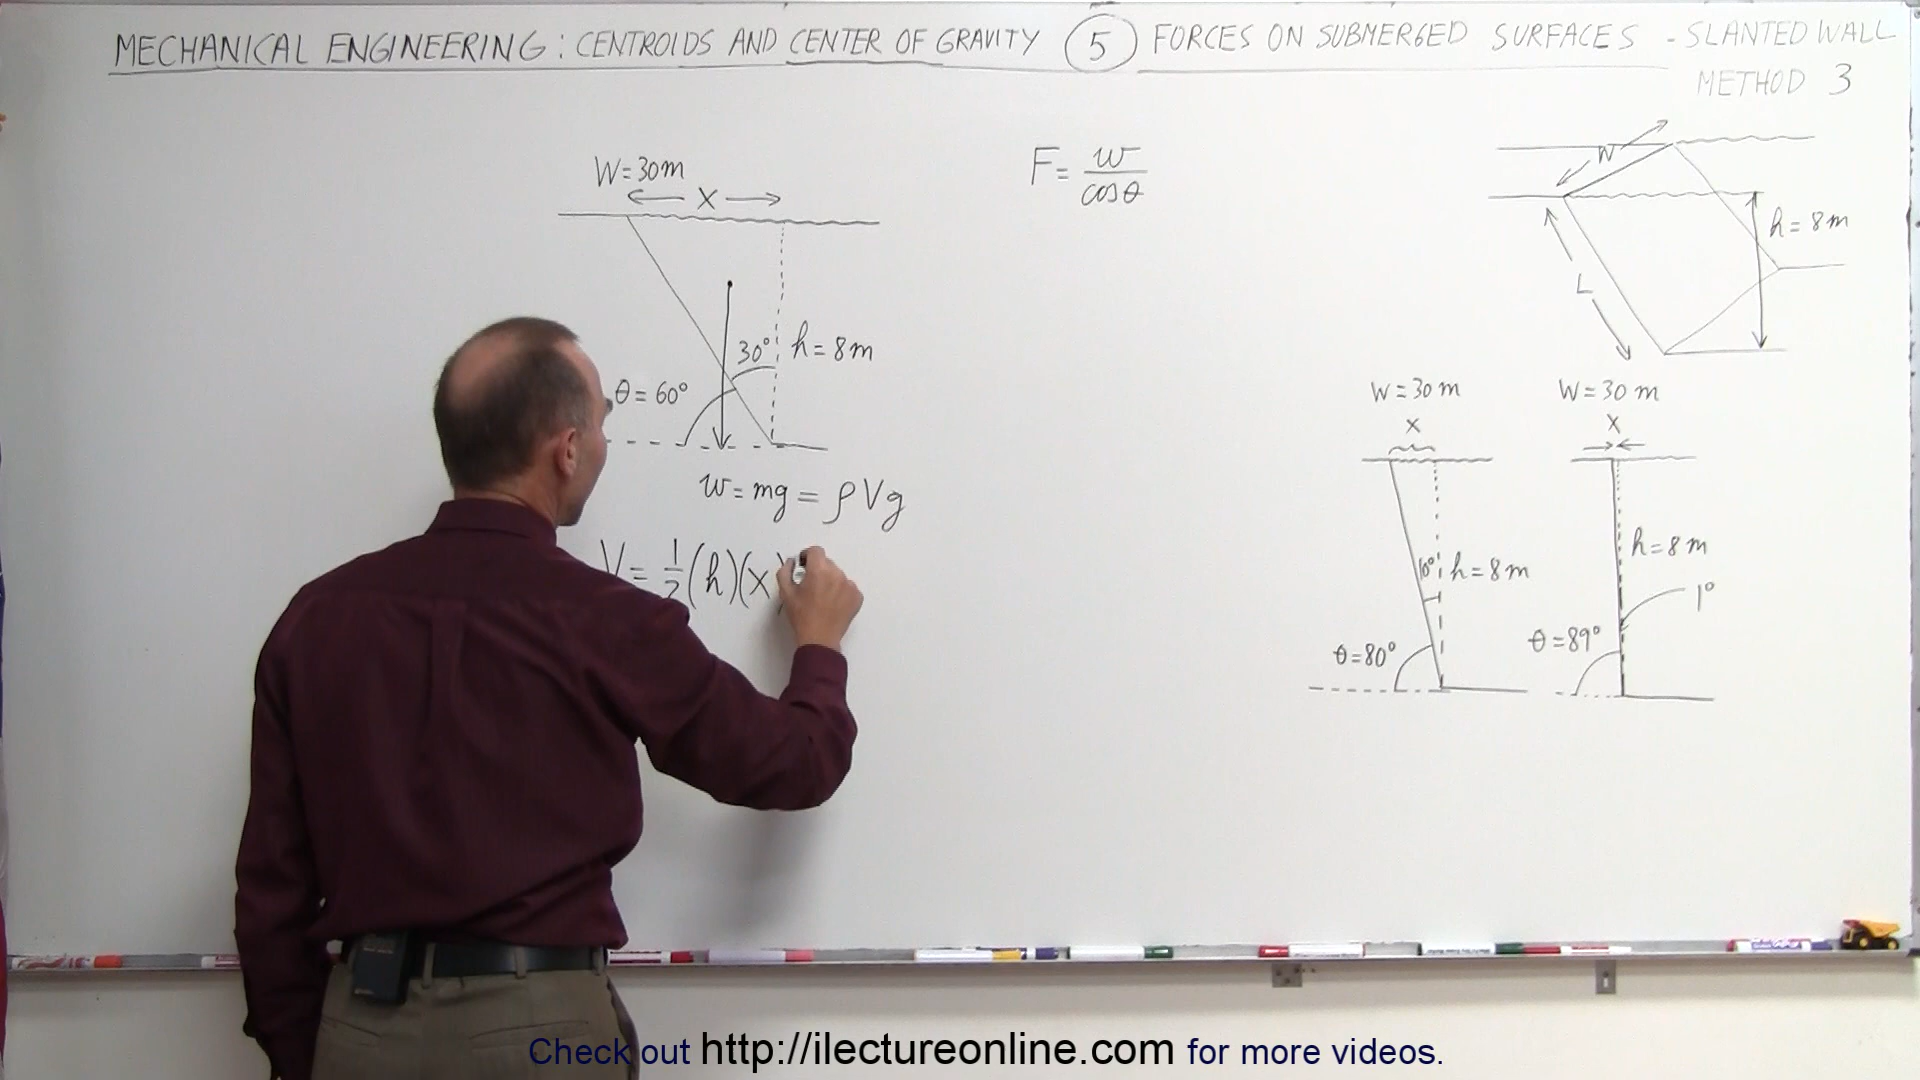 MECHANICAL ENGINEERING: CENTROIDS AND CENTER OF GRAVITY (5) FORCES ON SUBMERGED SURFACES - SLANTED WALL
METHOD 3
W=30m
x
30°
h=8m
θ=60°
w=mg=ρVg
V=1/2(h)(x)
F=w/cosθ
W
h=8m
L
W=30m
x
10°
h=8m
θ=80°
W=30m
x
h=8m
1°
θ=89°
Check out http://ilectureonline.com for more videos.